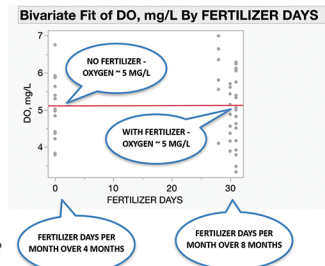 Bivariate Fit of DO, mg/L By FERTILIZER DAYS
7
6
5
4
DO, mg/L
NO FERTILIZER -
OXYGEN ~ 5 MG/L
WITH FERTILIZER -
OXYGEN ~ 5 MG/L
0
10
20
30
FERTILIZER DAYS
FERTILIZER DAYS PER
MONTH OVER 4 MONTHS
FERTILIZER DAYS PER
MONTH OVER 8 MONTHS